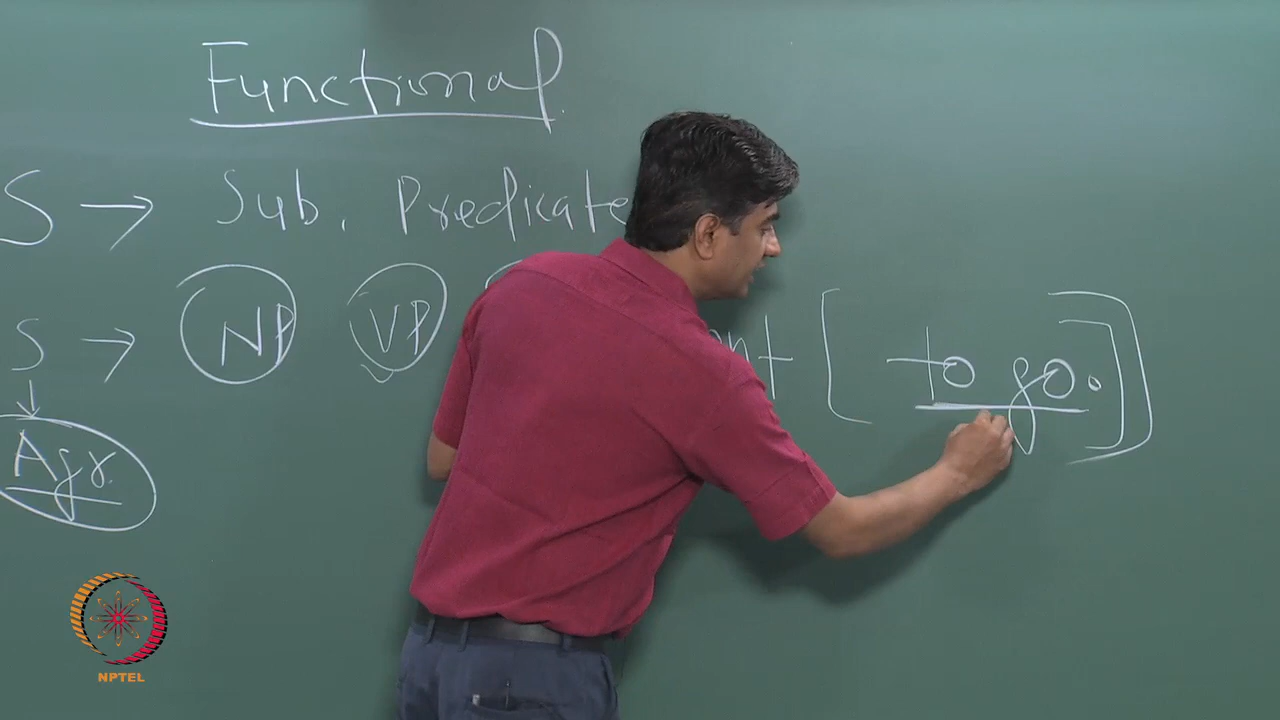 Functional
S → Sub. Predicate
S → NP VP
[ to go. ]]
Agr.
NPTEL